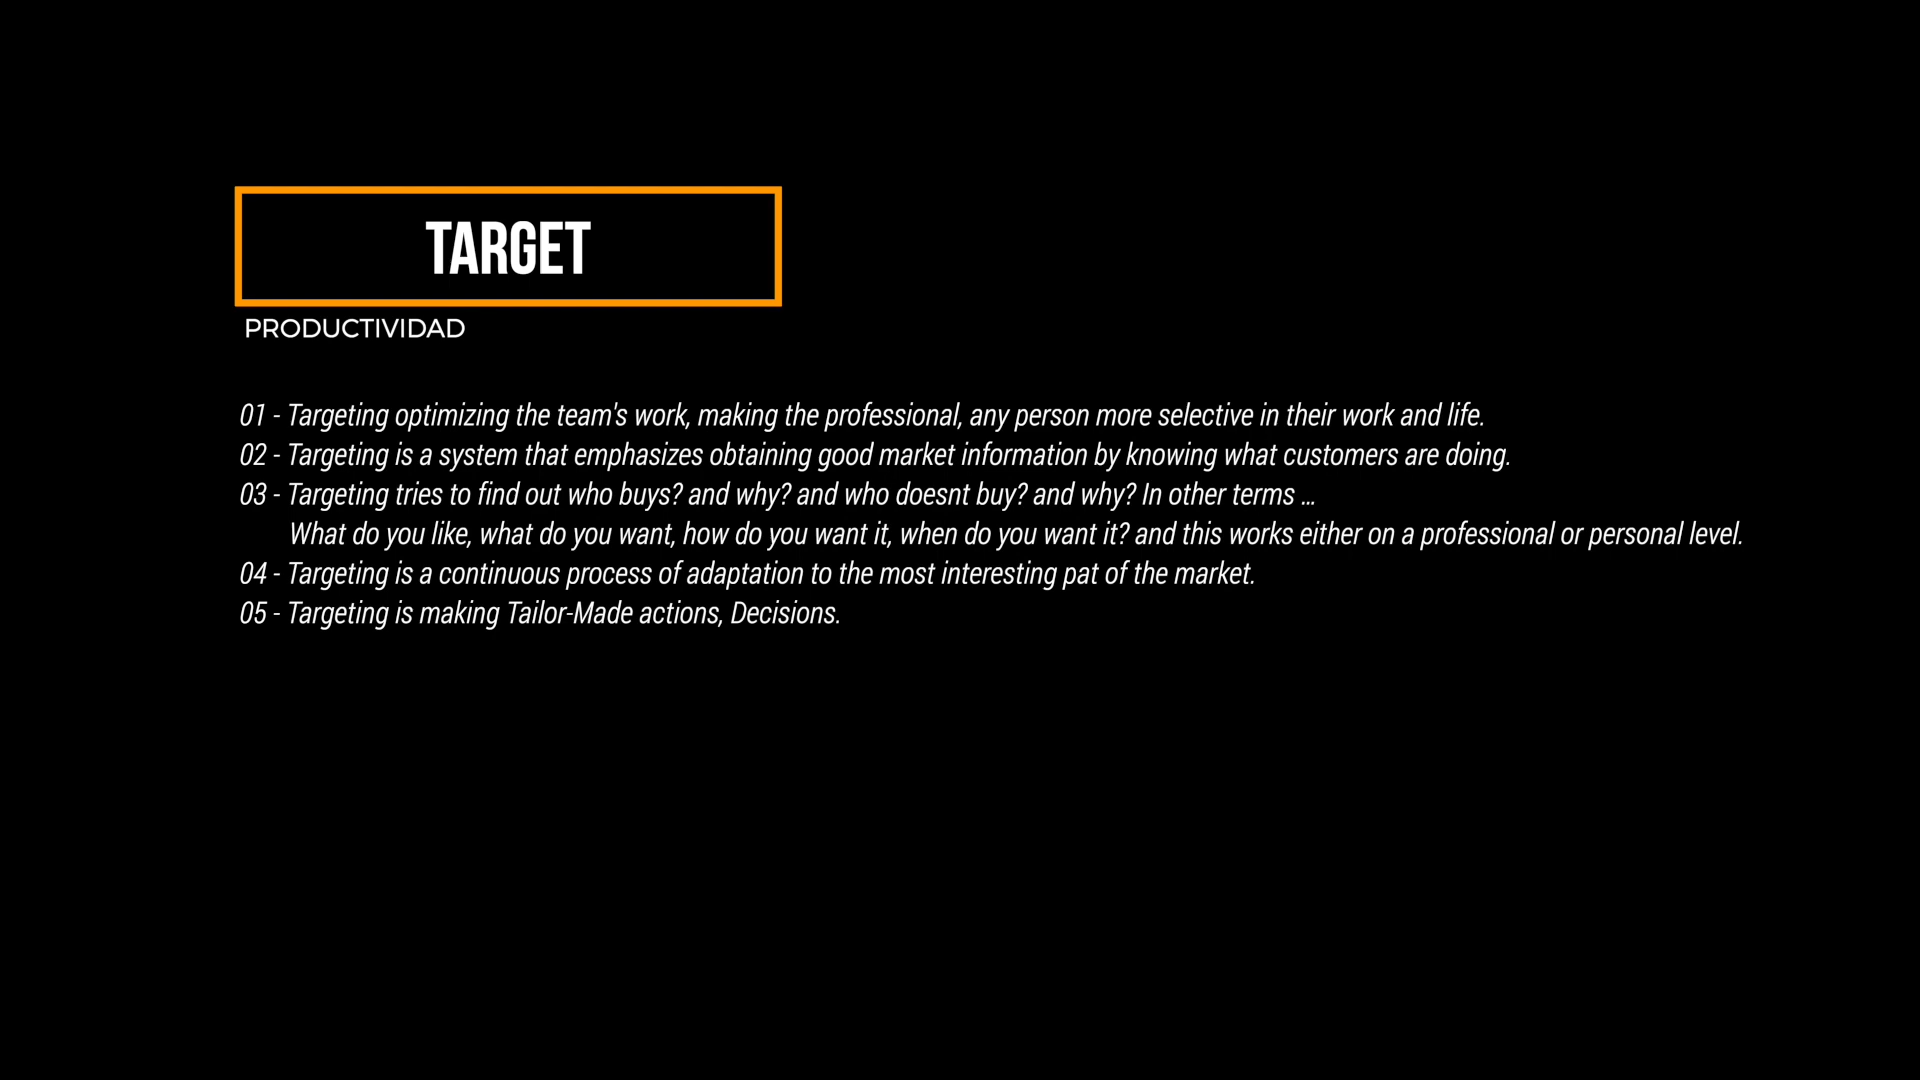 TARGET
PRODUCTIVIDAD
01 - Targeting optimizing the team's work, making the professional, any person more selective in their work and life.
02 - Targeting is a system that emphasizes obtaining good market information by knowing what customers are doing.
03 - Targeting tries to find out who buys? and why? and who doesnt buy? and why? In other terms ...
What do you like, what do you want, how do you want it, when do you want it? and this works either on a professional or personal level.
04 - Targeting is a continuous process of adaptation to the most interesting pat of the market.
05 - Targeting is making Tailor-Made actions, Decisions.